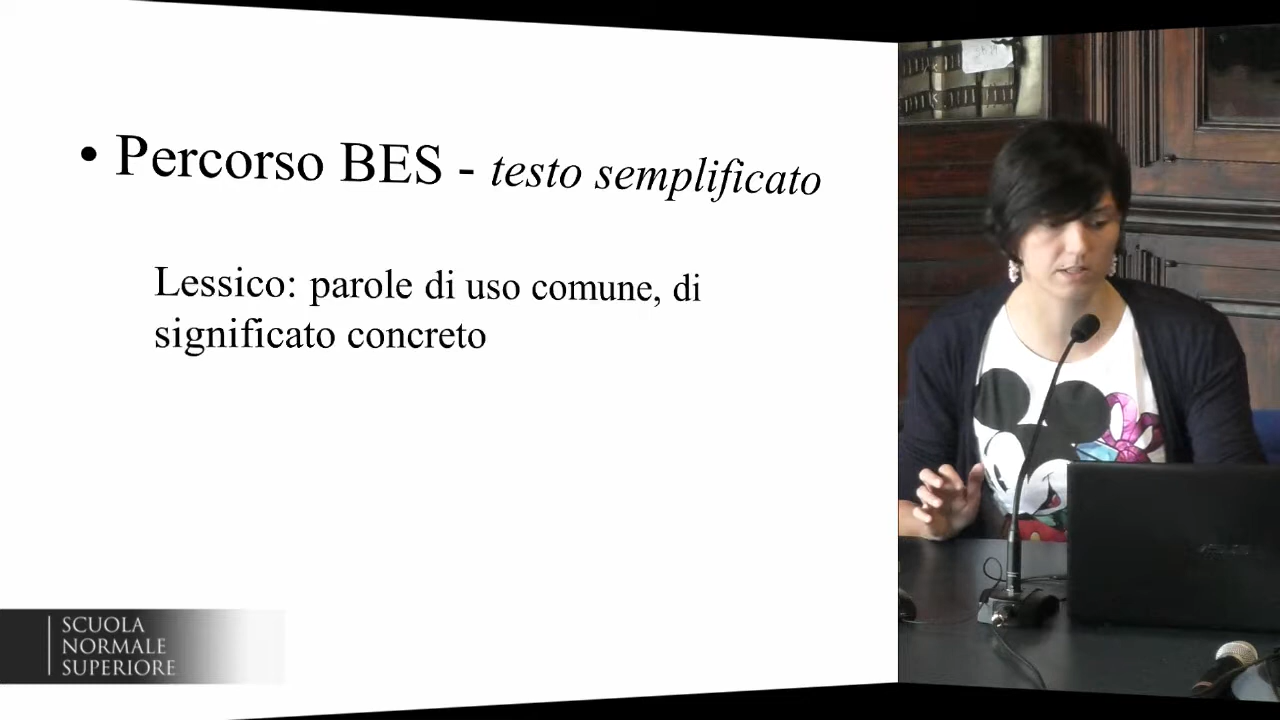 • Percorso BES - testo semplificato
Lessico: parole di uso comune, di
significato concreto
SCUOLA
NORMALE
SUPERIORE